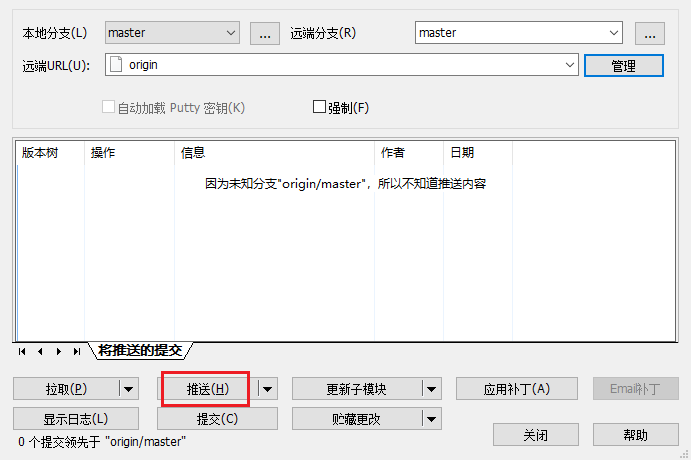 本地分支(L) master ... 远端分支(R) master ...
远端URL(U): origin 管理
自动加载 Putty 密钥(K) 强制(F)
版本树 操作 信息 作者 日期
因为未知分支"origin/master"，所以不知道推送内容
将推送的提交
拉取(P) 推送(H) 更新子模块 应用补丁(A) Email补丁
显示日志(L) 提交(C) 贮藏更改
0 个提交领先于 "origin/master" 关闭 帮助